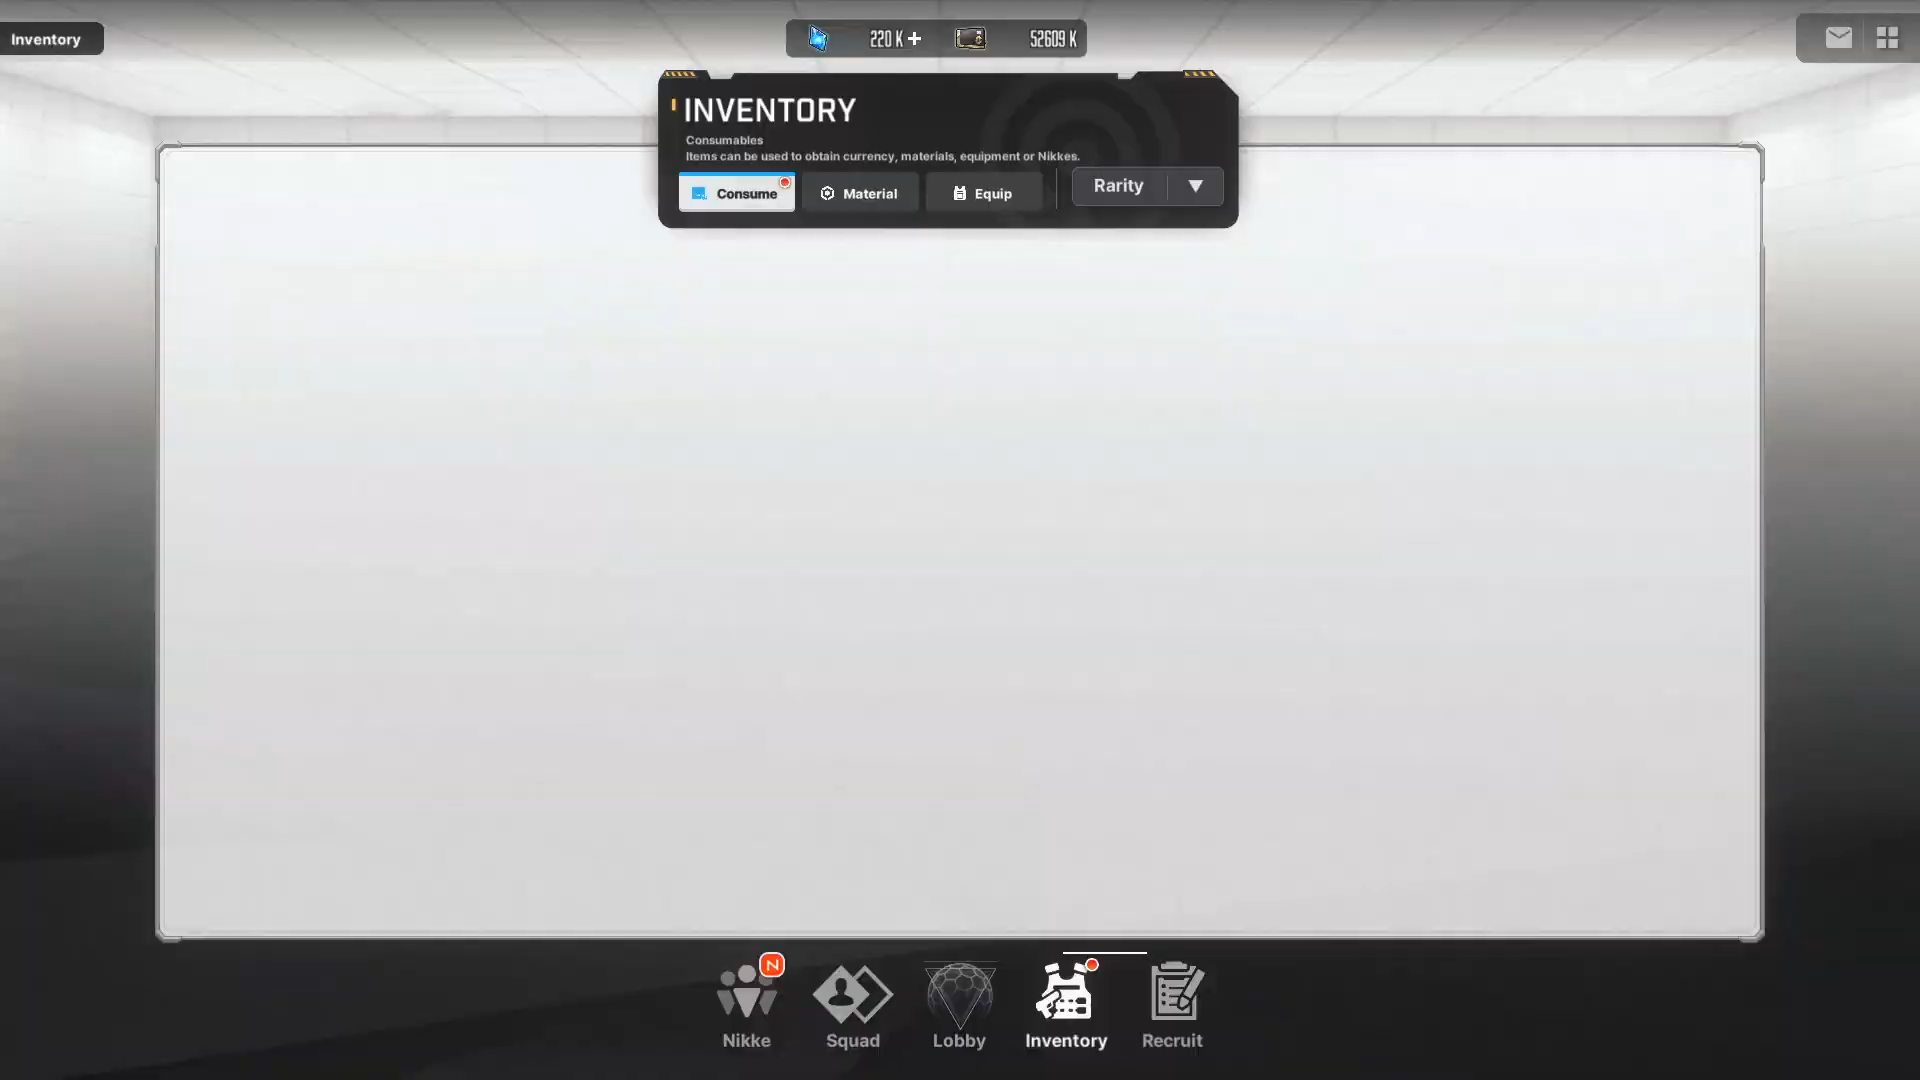 Inventory
220 K
52609 K
INVENTORY
Consumables
Items can be used to obtain currency, materials, equipment or Nikkes.
Consume
Material
Equip
Rarity
N
Nikke
Squad
Lobby
Inventory
Recruit